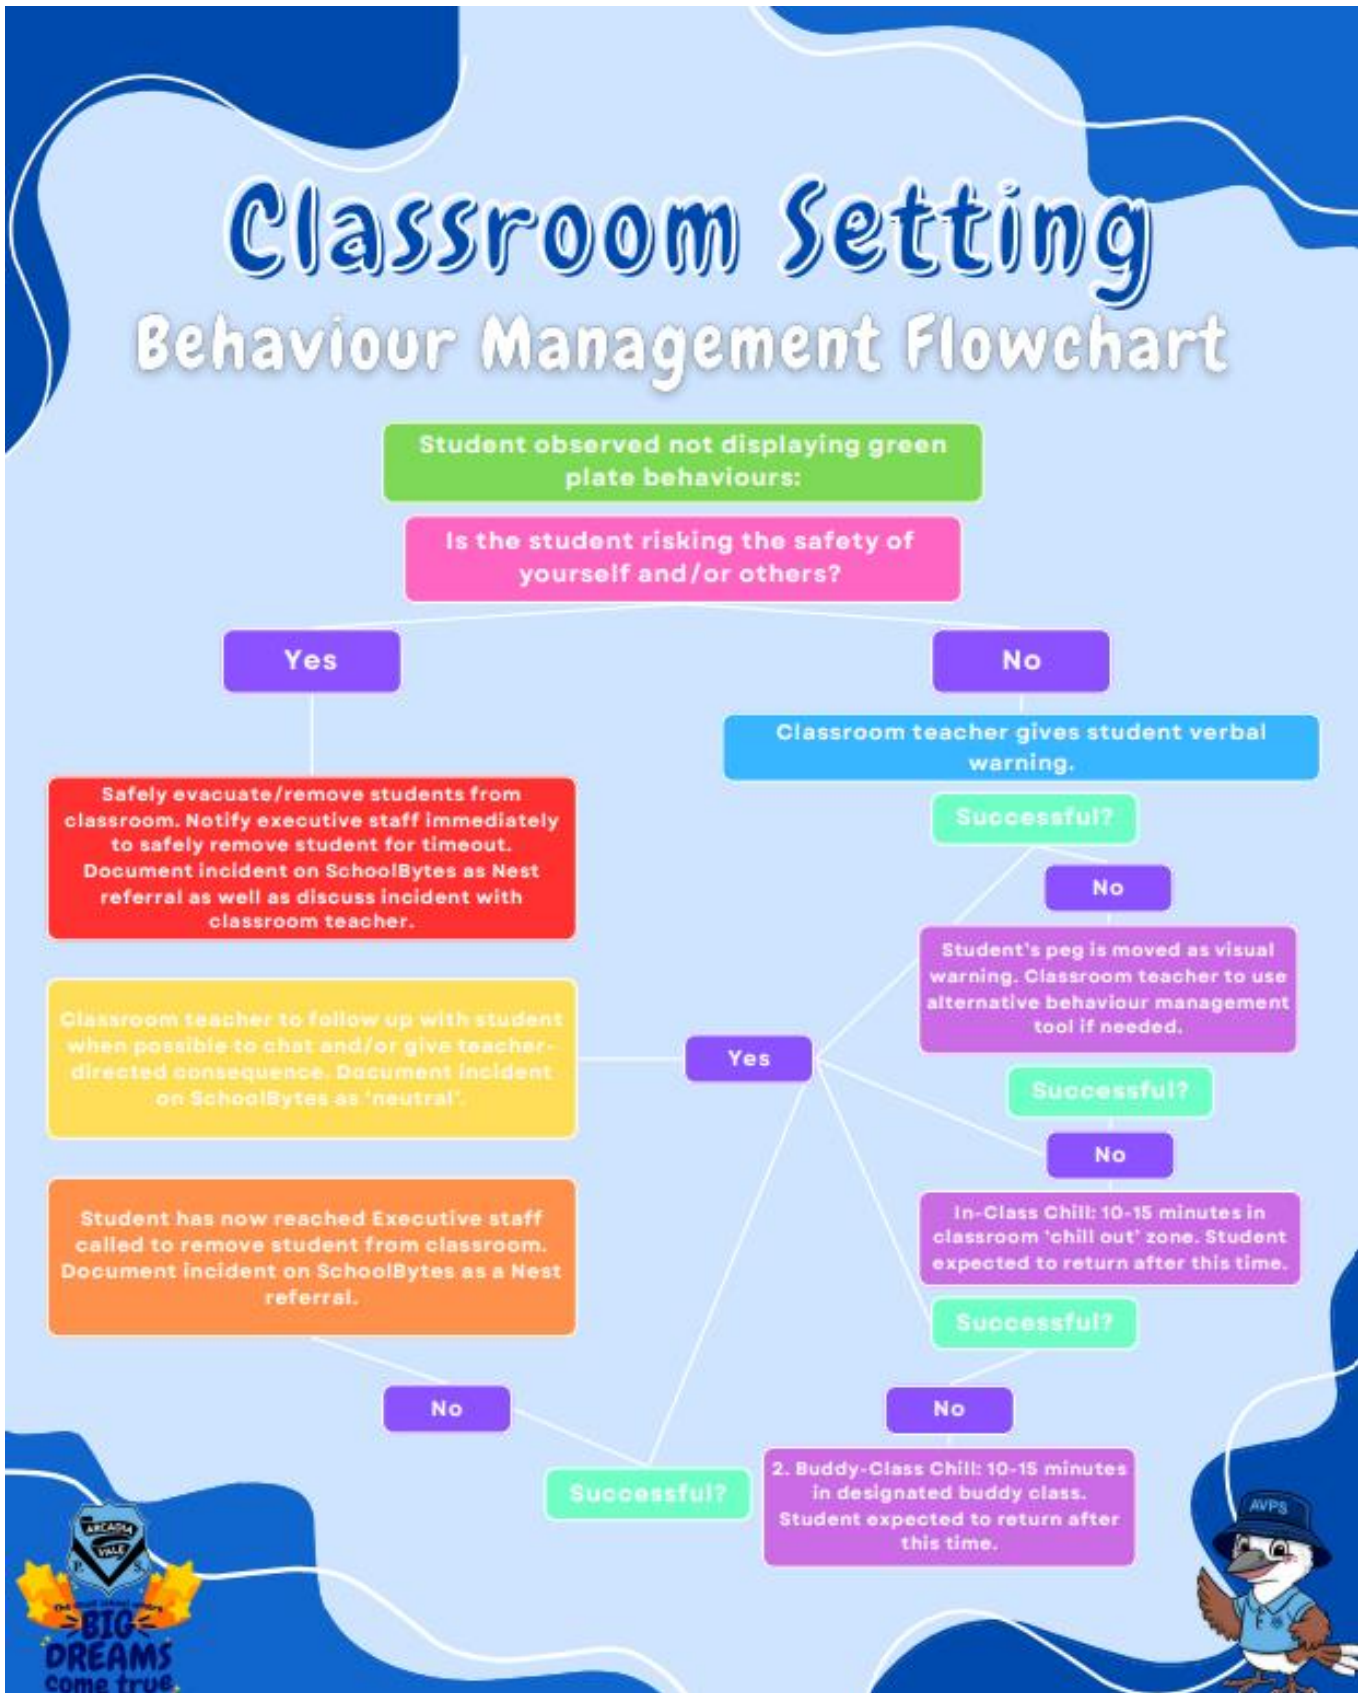 Classroom Setting
Behaviour Management Flowchart
Student observed not displaying green
plate behaviours:
Is the student risking the safety of
yourself and/or others?
Yes
No
Classroom teacher gives student verbal
warning.
Successful?
No
Safely evacuate/remove students from
classroom. Notify executive staff immediately
to safely remove student for timeout.
Document incident on SchoolBytes as Nest
referral as well as discuss incident with
classroom teacher.
Student's peg is moved as visual
warning. Classroom teacher to use
alternative behaviour management
tool if needed.
Classroom teacher to follow up with student
when possible to chat and/or give teacher-
directed consequence. Document incident
on SchoolBytes as 'neutral'.
Yes
Successful?
No
In-Class Chill: 10-15 minutes in
classroom 'chill out' zone. Student
expected to return after this time.
Student has now reached Executive staff
called to remove student from classroom.
Document incident on SchoolBytes as a Nest
referral.
Successful?
No
No
Successful?
2. Buddy-Class Chill: 10-15 minutes
in designated buddy class.
Student expected to return after
this time.
ARCADIA
VALE
P. S.
BIG
DREAMS
come true
AVPS